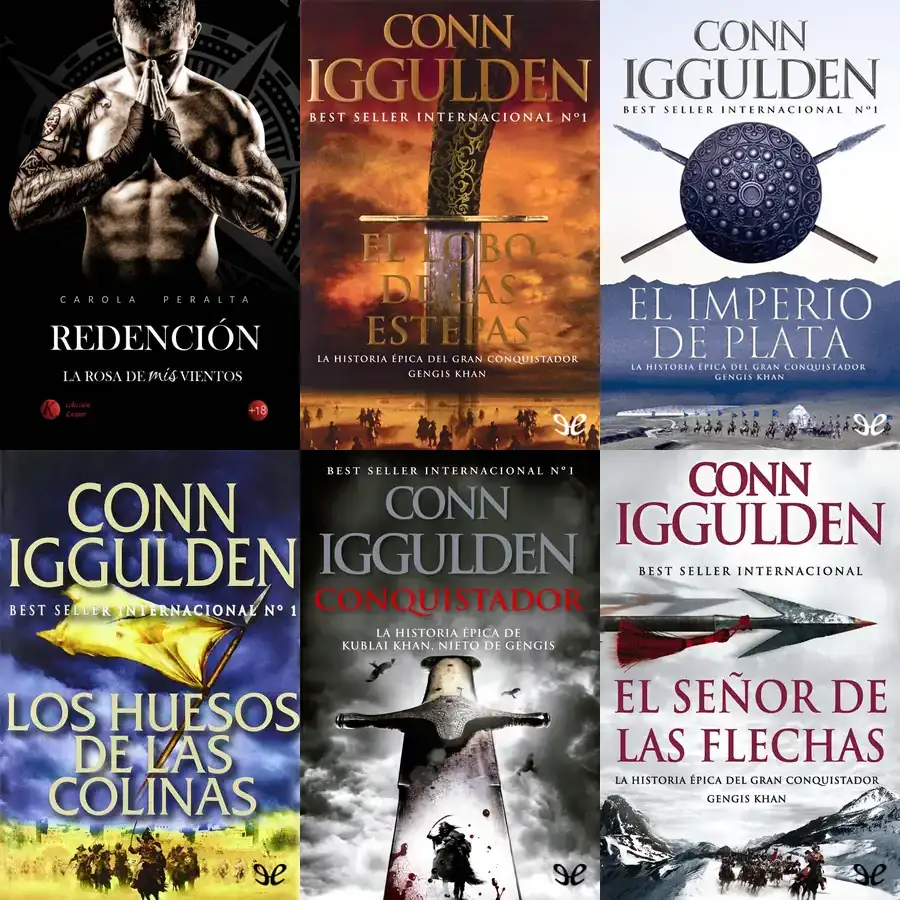 CAROLA PERALTA
REDENCIÓN
LA ROSA DE mis VIENTOS
+18
CONN
IGGULDEN
BEST SELLER INTERNACIONAL Nº1
EL LOBO
DE LAS
ESTEPAS
LA HISTORIA ÉPICA DEL GRAN CONQUISTADOR
GENGIS KHAN
CONN
IGGULDEN
BEST SELLER INTERNACIONAL Nº1
EL IMPERIO
DE PLATA
LA HISTORIA ÉPICA DEL GRAN CONQUISTADOR
GENGIS KHAN
CONN
IGGULDEN
BEST SELLER INTERNACIONAL Nº 1
LOS HUESOS
DE LAS
COLINAS
BEST SELLER INTERNACIONAL Nº1
CONN
IGGULDEN
CONQUISTADOR
LA HISTORIA ÉPICA DE
KUBLAI KHAN, NIETO DE GENGIS
CONN
IGGULDEN
BEST SELLER INTERNACIONAL
EL SEÑOR DE
LAS FLECHAS
LA HISTORIA ÉPICA DEL GRAN CONQUISTADOR
GENGIS KHAN